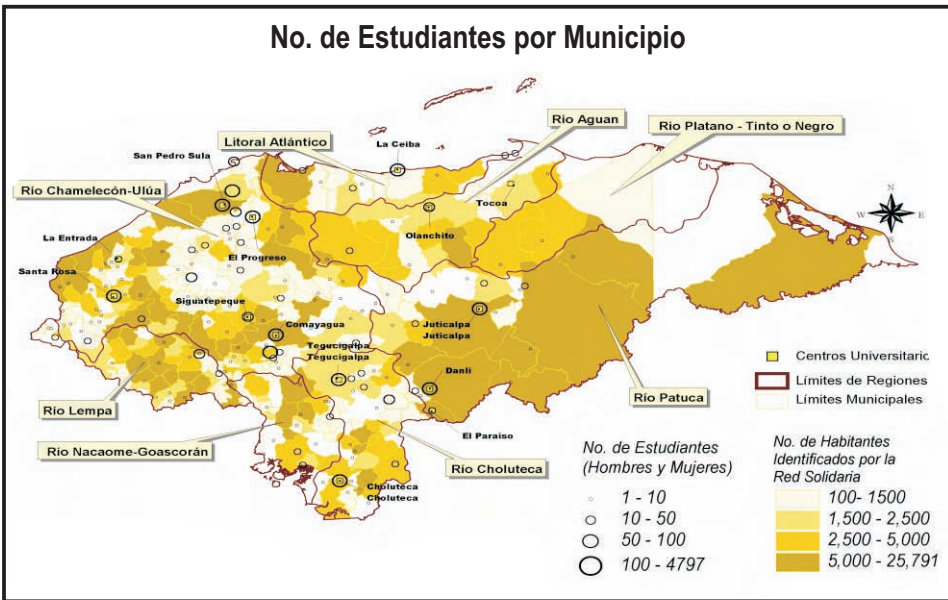 No. de Estudiantes por Municipio
Río Aguan
Río Platano - Tinto o Negro
Litoral Atlántico
La Ceiba
San Pedro Sula
Río Chamelecón-Ulúa
N
W
E
S
Tocoa
La Entrada
Olanchito
El Progreso
Santa Rosa
Siguatepeque
Comayagua
Juticalpa
Juticalpa
Tegucigalpa
Tegucigalpa
Danlí
Centros Universitaric
Límites de Regiones
Límites Municipales
Río Lempa
Río Patuca
El Paraíso
Río Nacaome-Goascorán
Río Choluteca
Choluteca
Choluteca
No. de Estudiantes
(Hombres y Mujeres)
1 - 10
10 - 50
50 - 100
100 - 4797
No. de Habitantes
Identificados por la
Red Solidaria
100- 1500
1,500 - 2,500
2,500 - 5,000
5,000 - 25,791